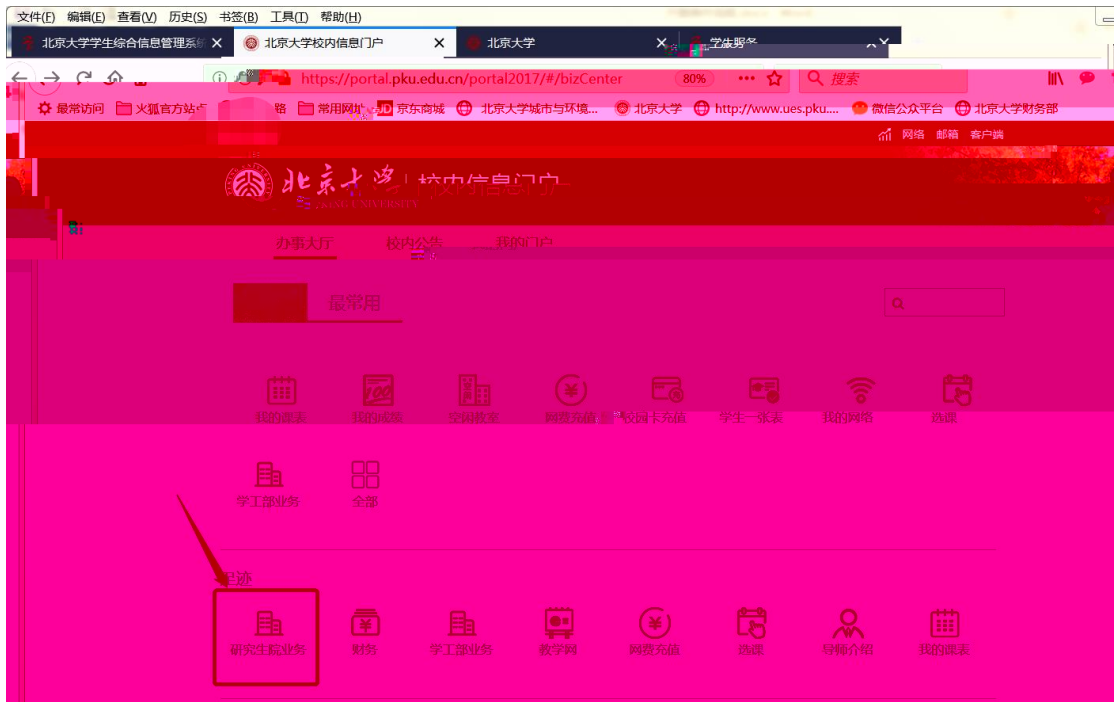 文件(F) 编辑(E) 查看(V) 历史(S) 书签(B) 工具(T) 帮助(H)
北京大学学生综合信息管理系统 北京大学校内信息门户 北京大学
https://portal.pku.edu.cn/portal2017/#/bizCenter 80% 搜索
最常访问 火狐官方站点 常用网址 JD 京东商城 北京大学城市与环境... 北京大学 http://www.ues.pku.... 微信公众平台 北京大学财务部
网络 邮箱 客户端
北京大学 校内信息门户
办事大厅 校内公告 我的门户
最常用
我的课表 我的成绩 空闲教室 网费充值 校园卡充值 学生一张表 我的网络 选课
学工部业务 全部
足迹
研究生院业务 财务 学工部业务 教学网 网费充值 选课 导师介绍 我的课表